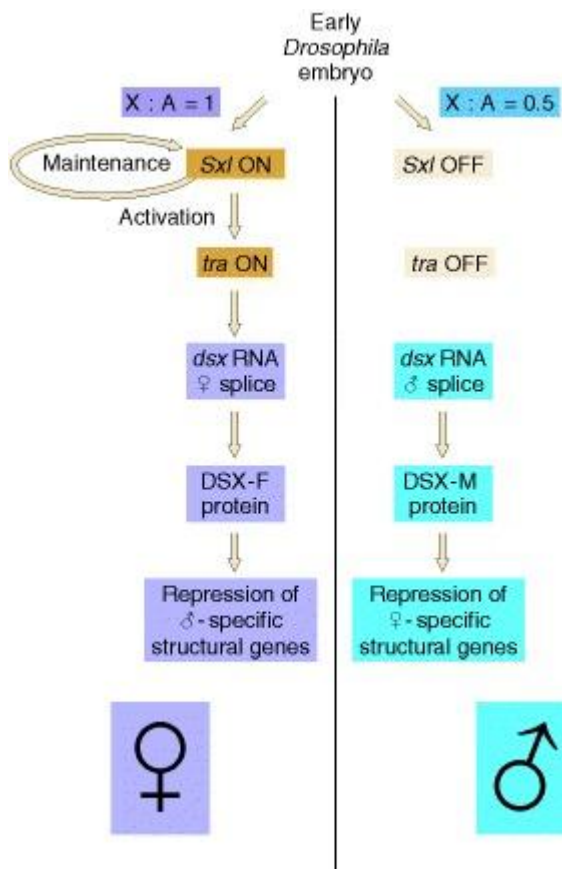 Early
Drosophila
embryo
X : A = 1
X : A = 0.5
Maintenance
Sxl ON
Sxl OFF
Activation
tra ON
tra OFF
dsx RNA
♀ splice
dsx RNA
♂ splice
DSX-F
protein
DSX-M
protein
Repression of
♂-specific
structural genes
Repression of
♀-specific
structural genes
♀
♂